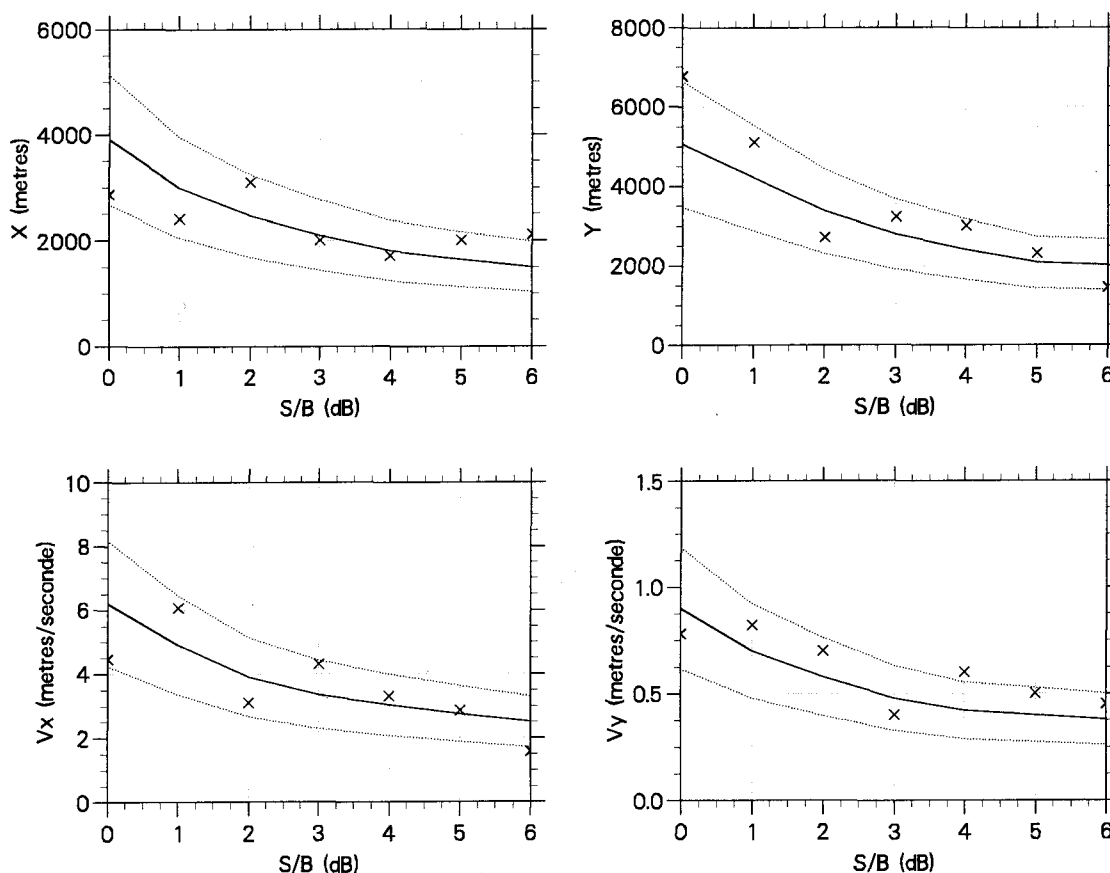 6000
4000
2000
0
X (metres)
0 1 2 3 4 5 6
S/B (dB)
8000
6000
4000
2000
0
Y (metres)
0 1 2 3 4 5 6
S/B (dB)
10
8
6
4
2
0
Vx (metres/seconde)
0 1 2 3 4 5 6
S/B (dB)
1.5
1.0
0.5
0.0
Vy (metres/seconde)
0 1 2 3 4 5 6
S/B (dB)